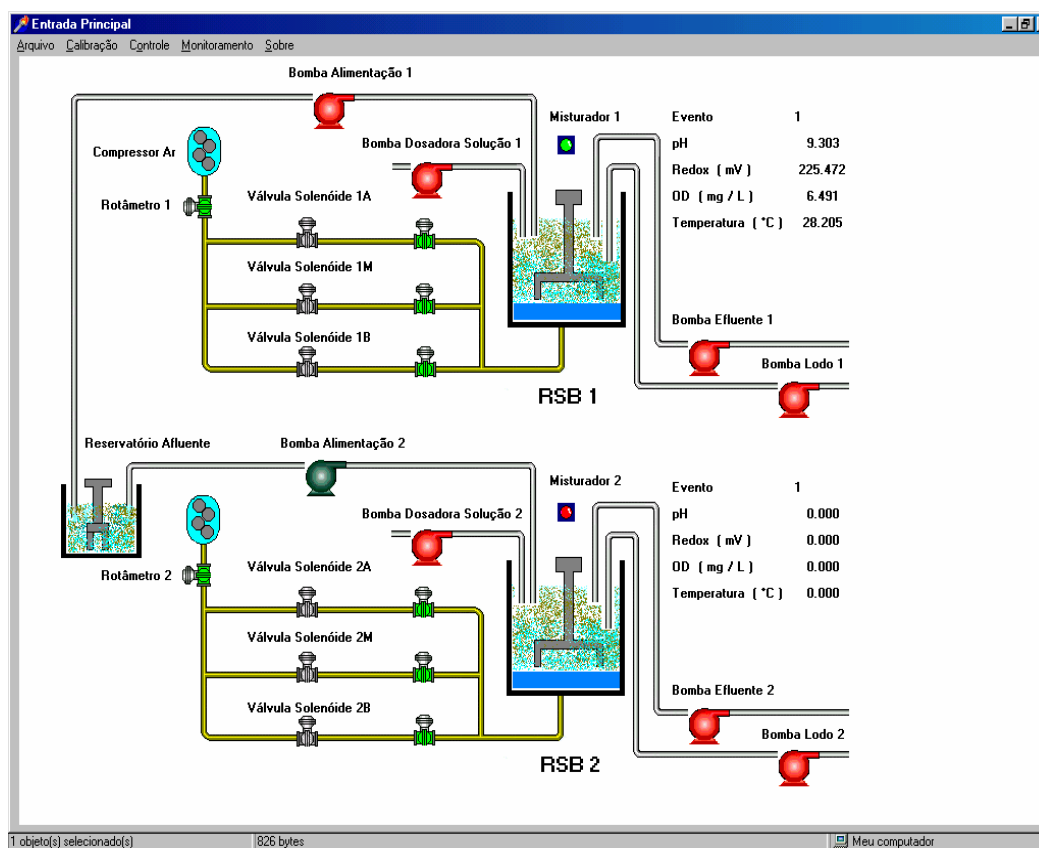 Entrada Principal
Arquivo Calibração Controle Monitoramento Sobre
Bomba Alimentação 1
Compressor Ar
Bomba Dosadora Solução 1
Misturador 1
Evento 1
pH 9.303
Redox ( mV ) 225.472
OD ( mg / L ) 6.491
Temperatura ( °C ) 28.205
Rotâmetro 1
Válvula Solenóide 1A
Válvula Solenóide 1M
Válvula Solenóide 1B
Bomba Efluente 1
Bomba Lodo 1
RSB 1
Reservatório Afluente
Bomba Alimentação 2
Bomba Dosadora Solução 2
Misturador 2
Evento 1
pH 0.000
Redox ( mV ) 0.000
OD ( mg / L ) 0.000
Temperatura ( °C ) 0.000
Rotâmetro 2
Válvula Solenóide 2A
Válvula Solenóide 2M
Válvula Solenóide 2B
Bomba Efluente 2
Bomba Lodo 2
RSB 2
1 objeto(s) selecionado(s) 826 bytes Meu computador